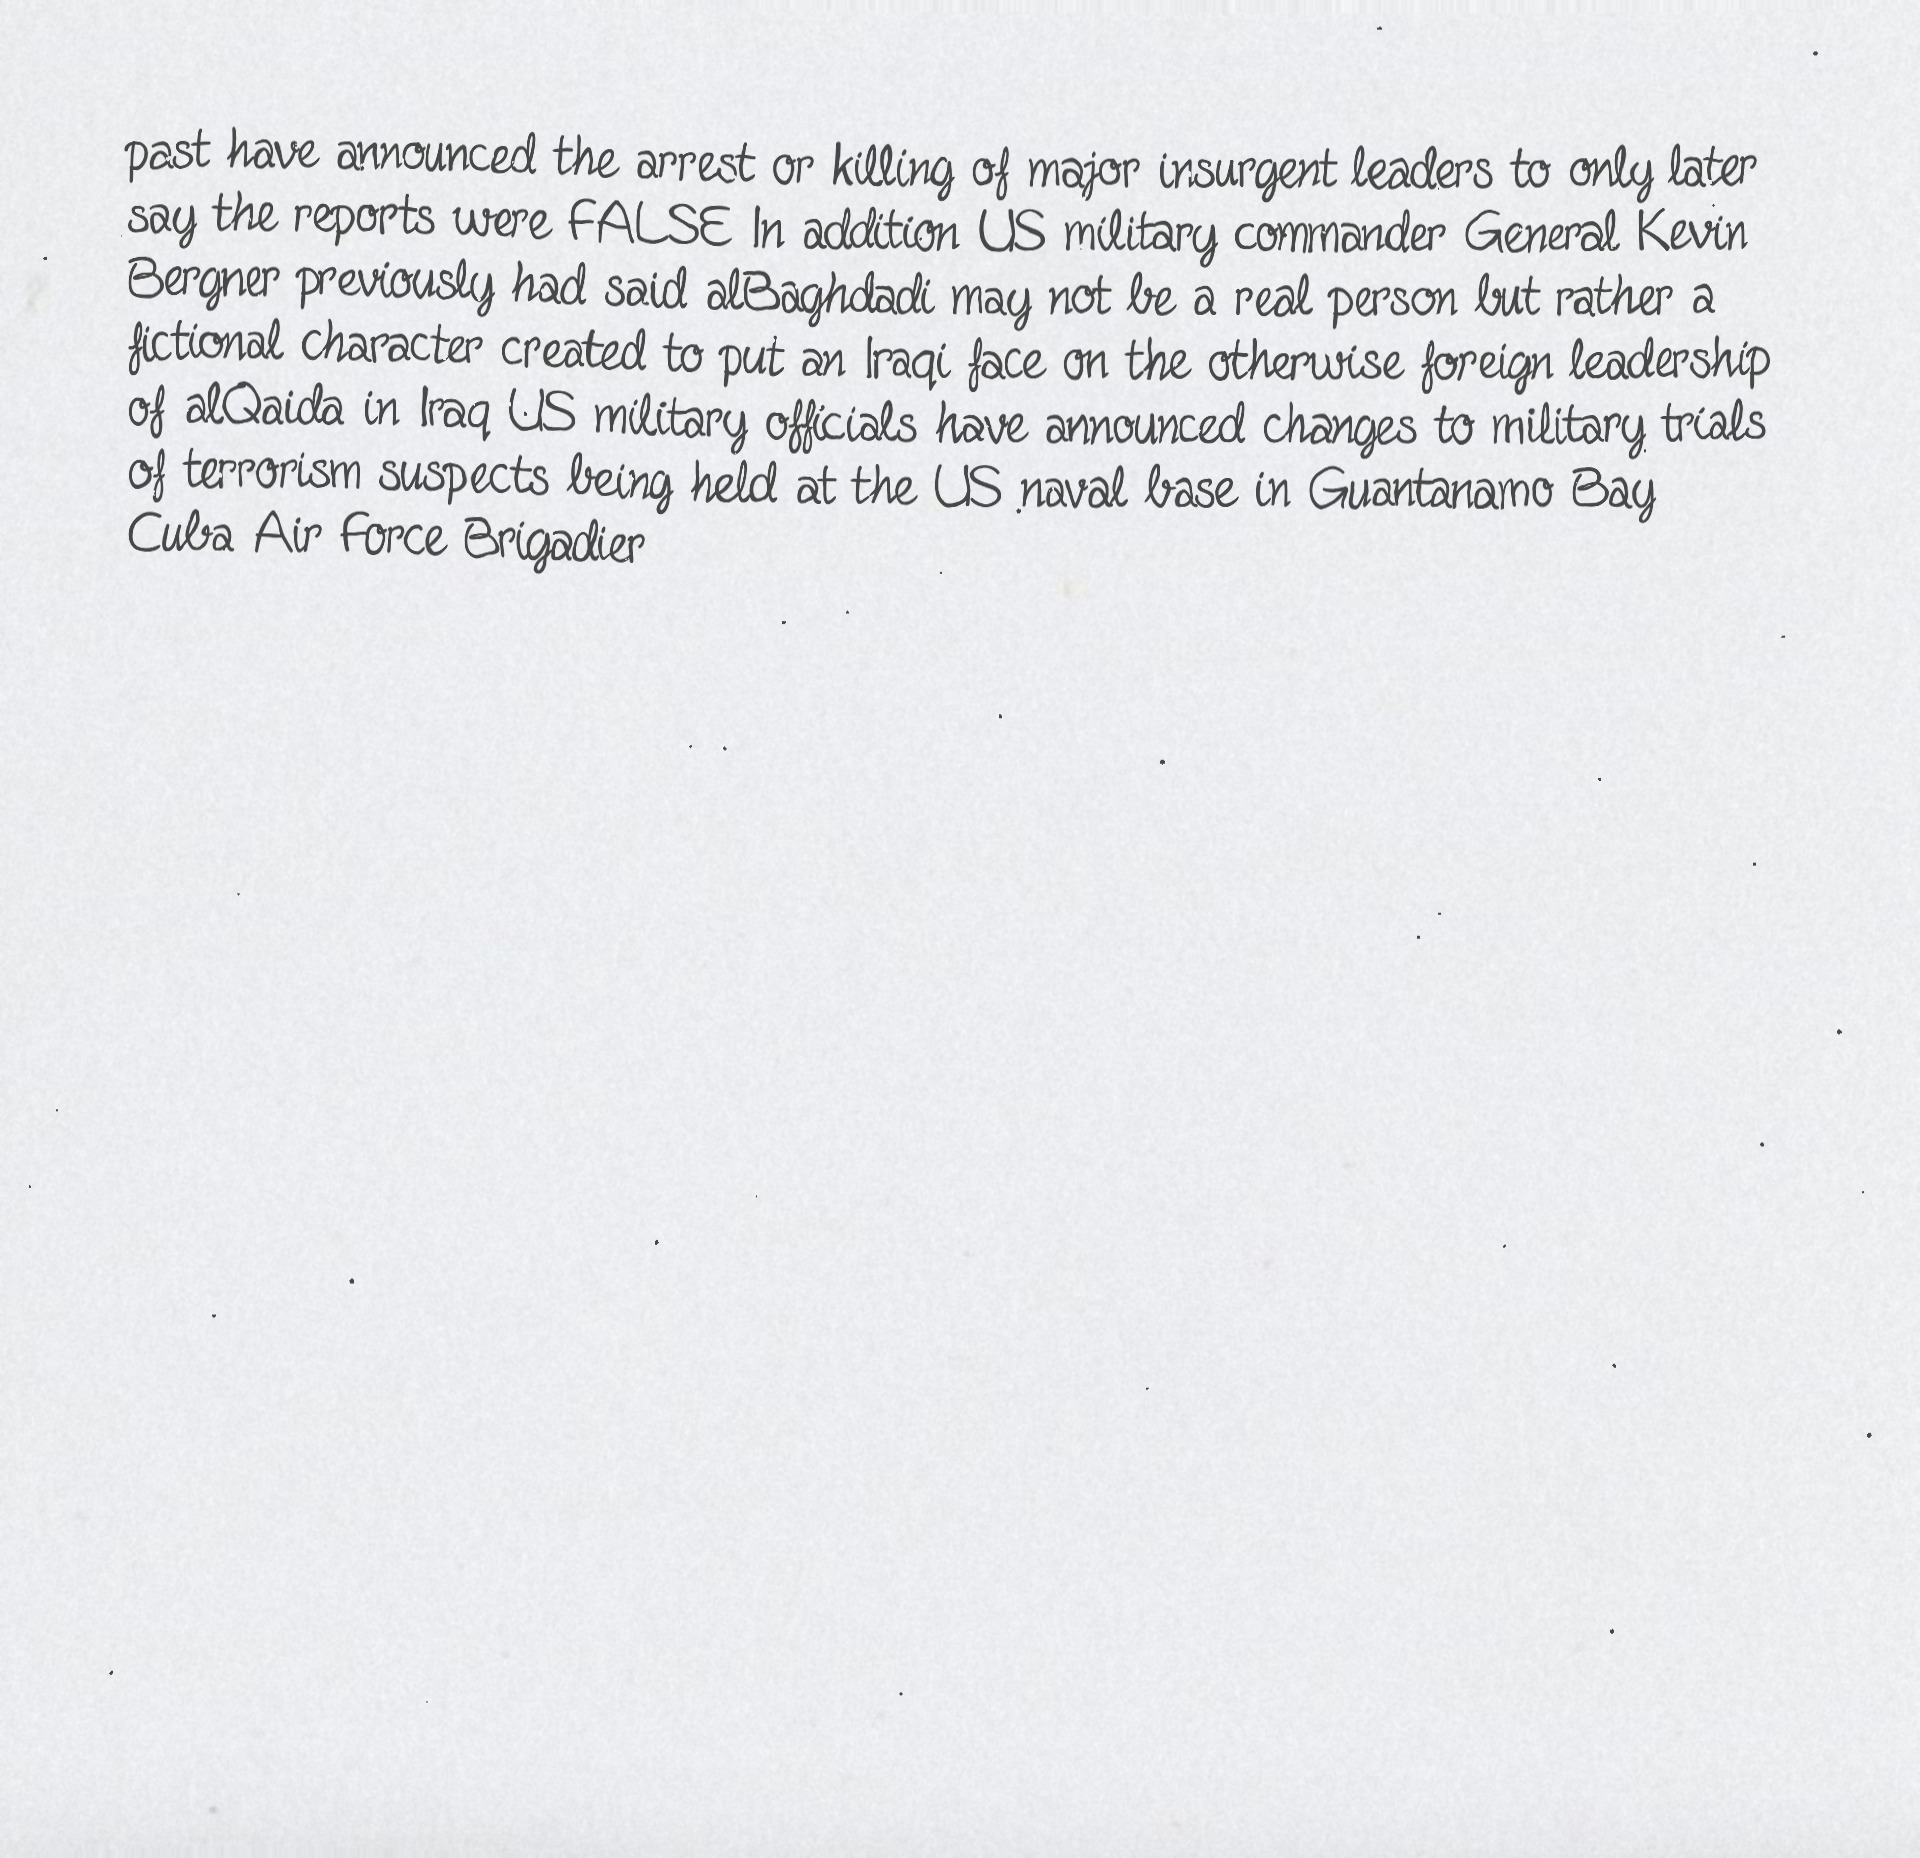 past have announced the arrest or killing of major insurgent leaders to only later
say the reports were FALSE In addition US military commander General Kevin
Bergner previously had said alBaghdadi may not be a real person but rather a
fictional character created to put an Iraqi face on the otherwise foreign leadership
of alQaida in Iraq US military officials have announced changes to military trials
of terrorism suspects being held at the US naval base in Guantanamo Bay
Cuba Air Force Brigadier